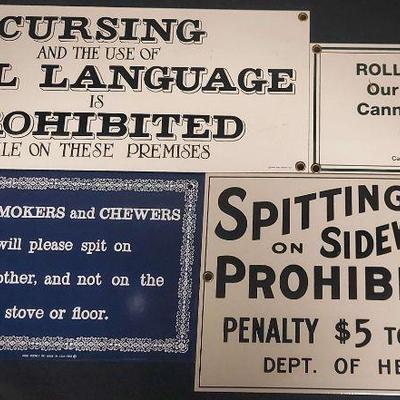 CURSING
AND THE USE OF
LANGUAGE
IS
ROHIBITED
LE ON THESE PREMISES
ROLL
Our
Cann
MOKERS and CHEWERS
will please spit on
other, and not on the
stove or floor.
SPITTING
ON SIDEW
PROHIBI
PENALTY $5 TO
DEPT. OF HE